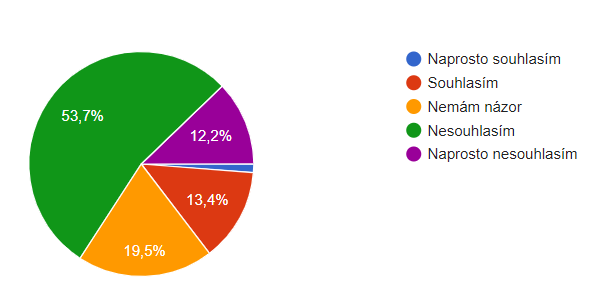 Naprosto souhlasím
Souhlasím
Nemám názor
Nesouhlasím
Naprosto nesouhlasím
53,7%
12,2%
13,4%
19,5%